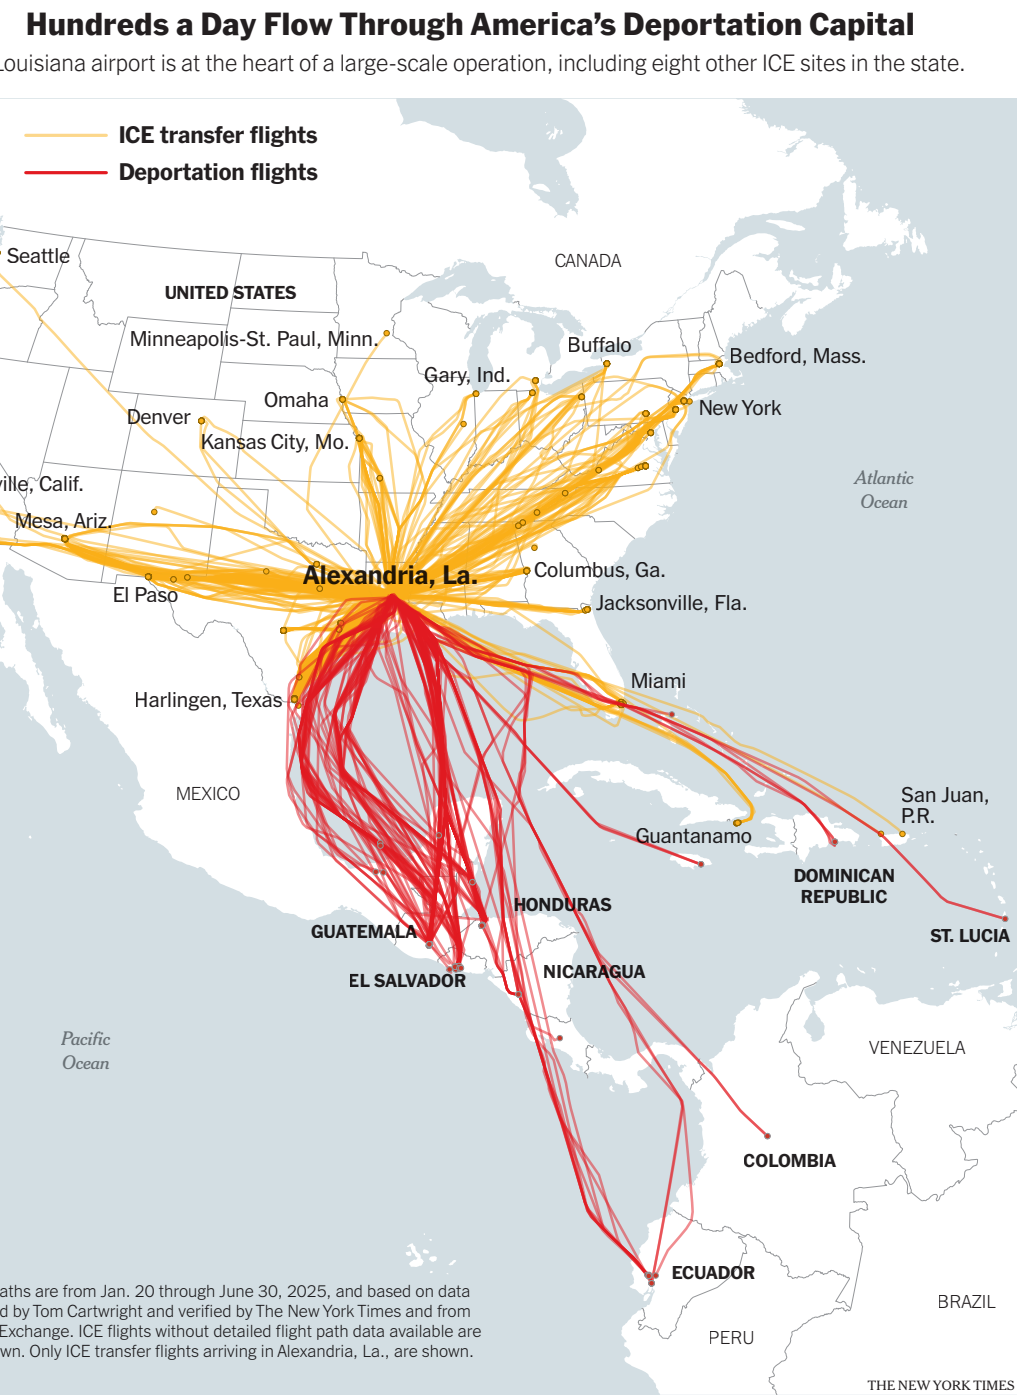 Hundreds a Day Flow Through America's Deportation Capital
Louisiana airport is at the heart of a large-scale operation, including eight other ICE sites in the state.
ICE transfer flights
Deportation flights
CANADA
Seattle
UNITED STATES
Minneapolis-St. Paul, Minn.
Buffalo
Bedford, Mass.
Gary, Ind.
Omaha
New York
Denver
Kansas City, Mo.
ville, Calif.
Atlantic
Ocean
Mesa, Ariz.
Alexandria, La.
Columbus, Ga.
El Paso
Jacksonville, Fla.
Miami
Harlingen, Texas
MEXICO
San Juan,
P.R.
Guantanamo
DOMINICAN
REPUBLIC
HONDURAS
GUATEMALA
ST. LUCIA
NICARAGUA
EL SALVADOR
Pacific
Ocean
VENEZUELA
COLOMBIA
ECUADOR
BRAZIL
PERU
aths are from Jan. 20 through June 30, 2025, and based on data
d by Tom Cartwright and verified by The New York Times and from
Exchange. ICE flights without detailed flight path data available are
wn. Only ICE transfer flights arriving in Alexandria, La., are shown.
THE NEW YORK TIMES